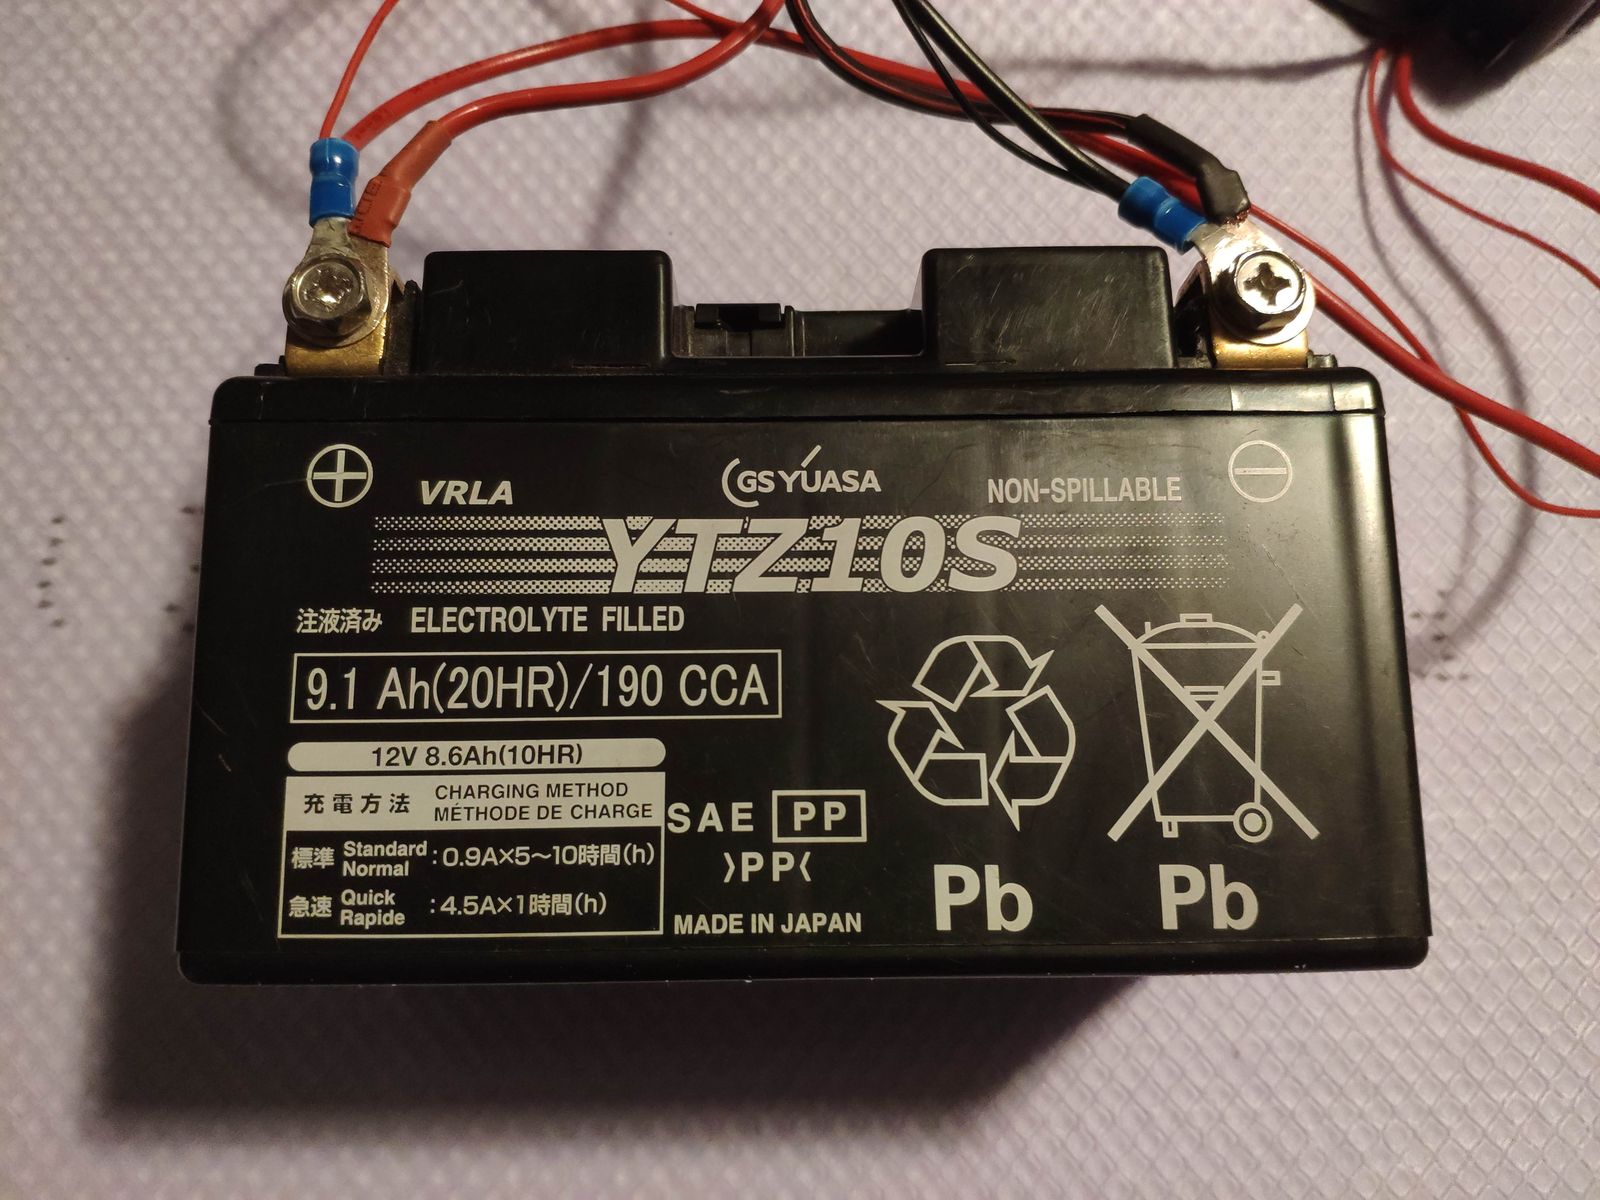 VRLA
GS YUASA
NON-SPILLABLE
YTZ10S
注液済み ELECTROLYTE FILLED
9.1 Ah(20HR)/190 CCA
12V 8.6Ah(10HR)
充電方法 CHARGING METHOD
MÉTHODE DE CHARGE
標準 Standard Normal : 0.9A×5～10時間(h)
急速 Quick Rapide : 4.5A×1時間(h)
SAE PP
>PP<
MADE IN JAPAN
Pb
Pb